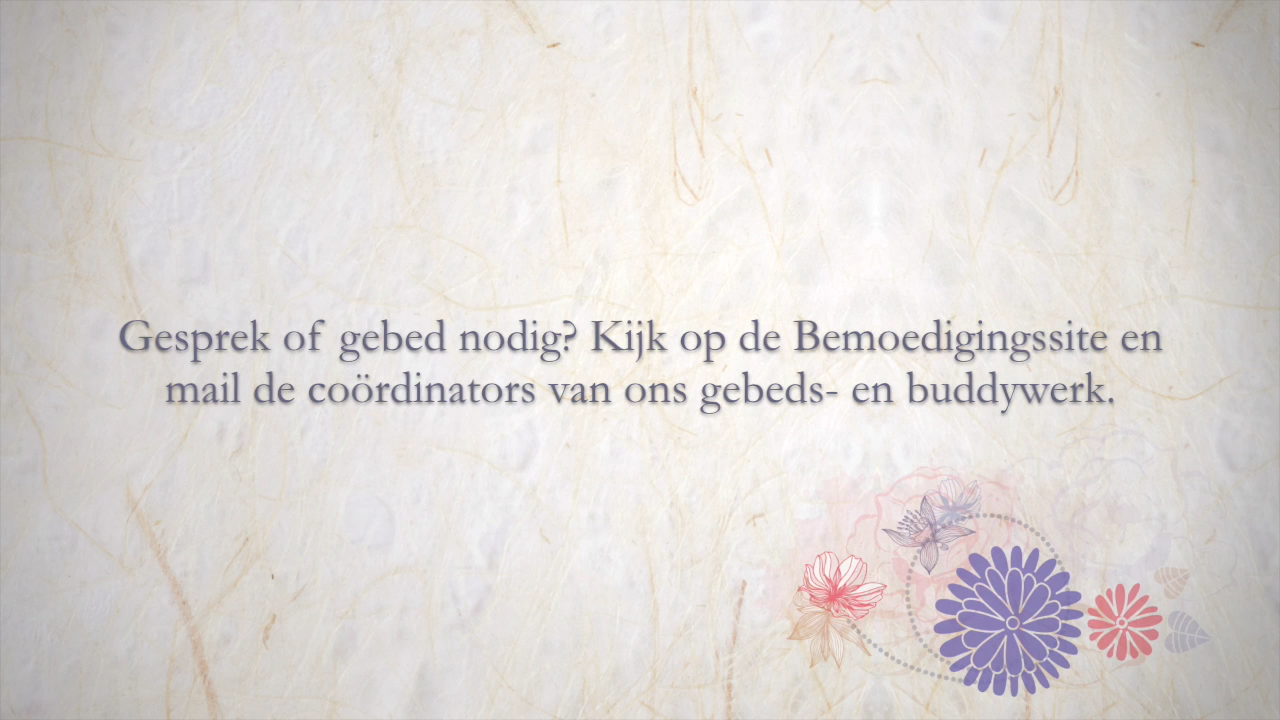 Gesprek of gebed nodig? Kijk op de Bemoedigingssite en
mail de coördinators van ons gebeds- en buddywerk.